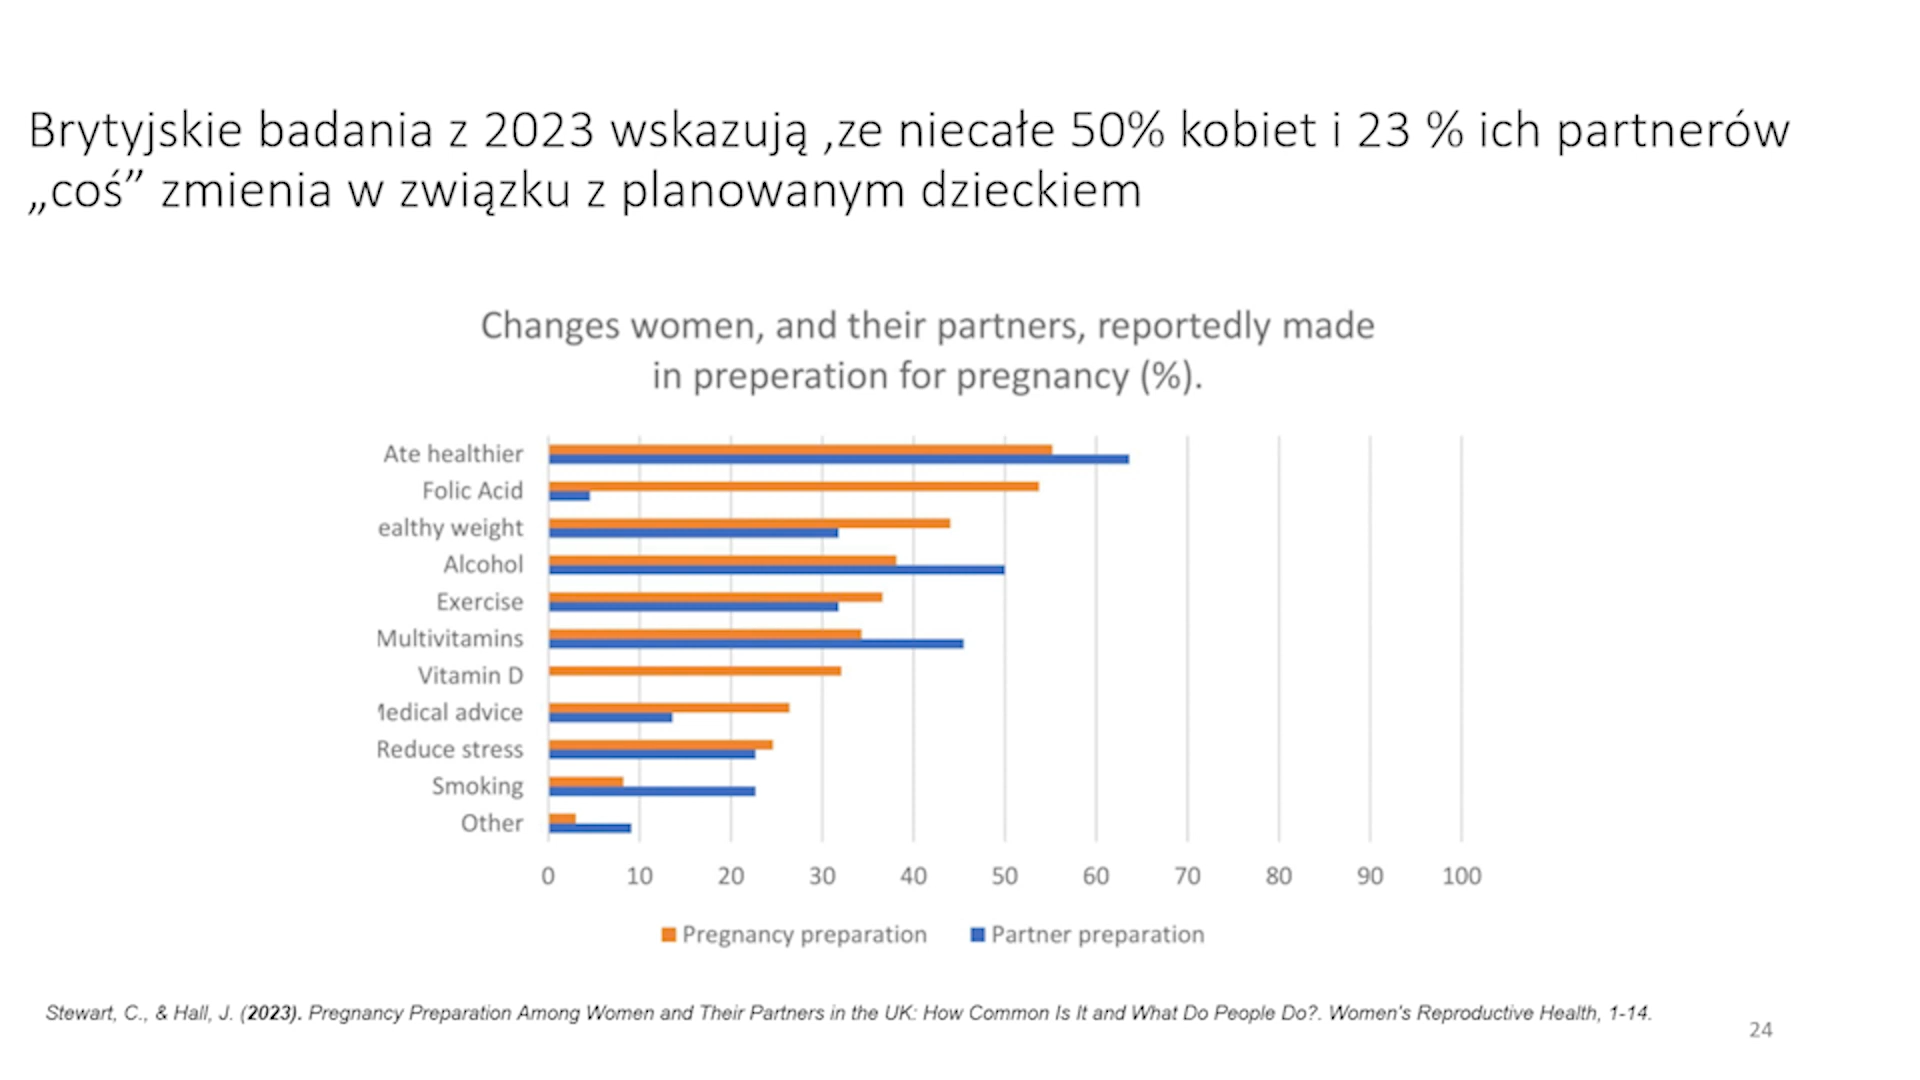 Brytyjskie badania z 2023 wskazują ,ze niecałe 50% kobiet i 23 % ich partnerów
„coś” zmienia w związku z planowanym dzieckiem
Changes women, and their partners, reportedly made
in preperation for pregnancy (%).
Ate healthier
Folic Acid
ealthy weight
Alcohol
Exercise
Multivitamins
Vitamin D
edical advice
Reduce stress
Smoking
Other
0 10 20 30 40 50 60 70 80 90 100
Pregnancy preparation Partner preparation
Stewart, C., & Hall, J. (2023). Pregnancy Preparation Among Women and Their Partners in the UK: How Common Is It and What Do People Do?. Women's Reproductive Health, 1-14.
24